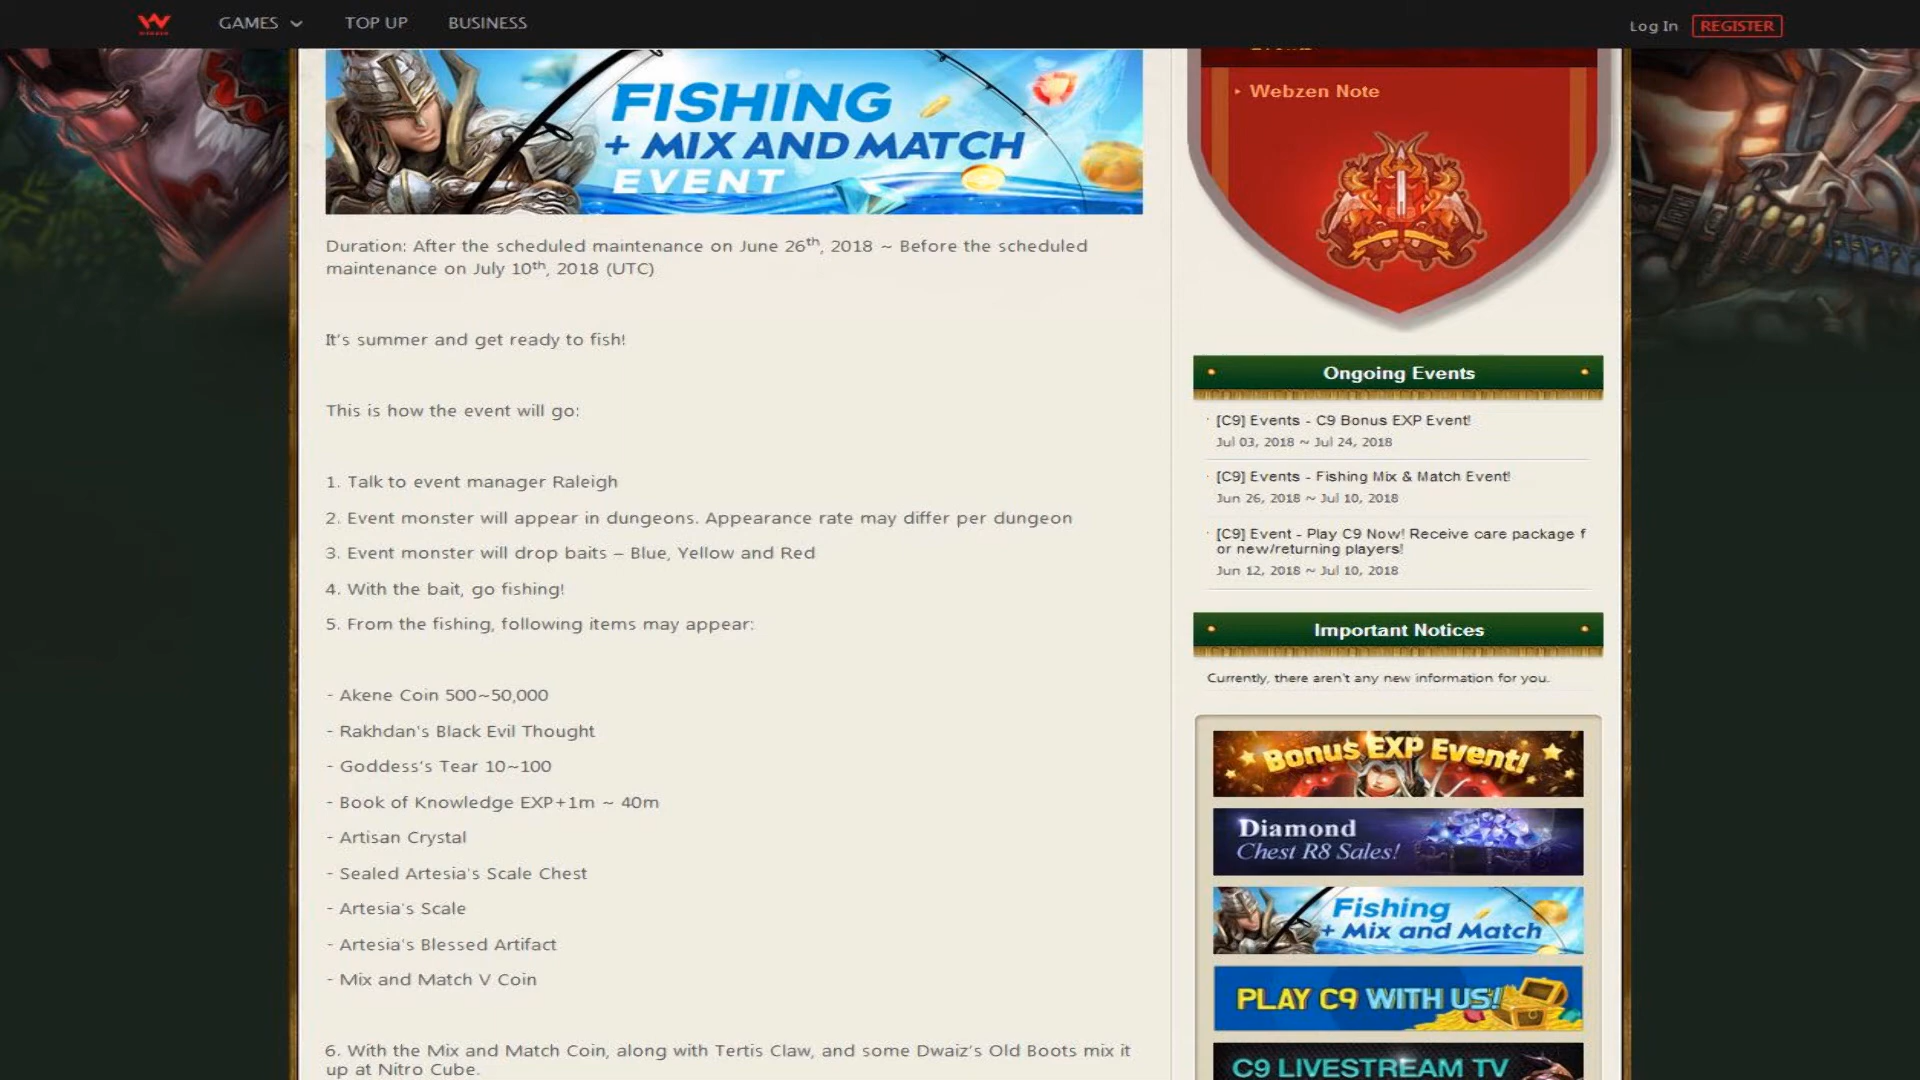 GAMES
TOP UP
BUSINESS
Log In
REGISTER
FISHING
+ MIX AND MATCH
EVENT
Duration: After the scheduled maintenance on June 26th, 2018 ~ Before the scheduled
maintenance on July 10th, 2018 (UTC)
It's summer and get ready to fish!
This is how the event will go:
1. Talk to event manager Raleigh
2. Event monster will appear in dungeons. Appearance rate may differ per dungeon
3. Event monster will drop baits – Blue, Yellow and Red
4. With the bait, go fishing!
5. From the fishing, following items may appear:
- Akene Coin 500~50,000
- Rakhdan's Black Evil Thought
- Goddess's Tear 10~100
- Book of Knowledge EXP+1m ~ 40m
- Artisan Crystal
- Sealed Artesia's Scale Chest
- Artesia's Scale
- Artesia's Blessed Artifact
- Mix and Match V Coin
6. With the Mix and Match Coin, along with Tertis Claw, and some Dwaiz's Old Boots mix it
up at Nitro Cube.
Webzen Note
Ongoing Events
[C9] Events - C9 Bonus EXP Event!
Jul 03, 2018 ~ Jul 24, 2018
[C9] Events - Fishing Mix & Match Event!
Jun 26, 2018 ~ Jul 10, 2018
[C9] Event - Play C9 Now! Receive care package f
or new/returning players!
Jun 12, 2018 ~ Jul 10, 2018
Important Notices
Currently, there aren't any new information for you.
Bonus EXP Event!
Diamond
Chest R8 Sales!
Fishing
+ Mix and Match
PLAY C9 WITH US!
C9 LIVESTREAM TV